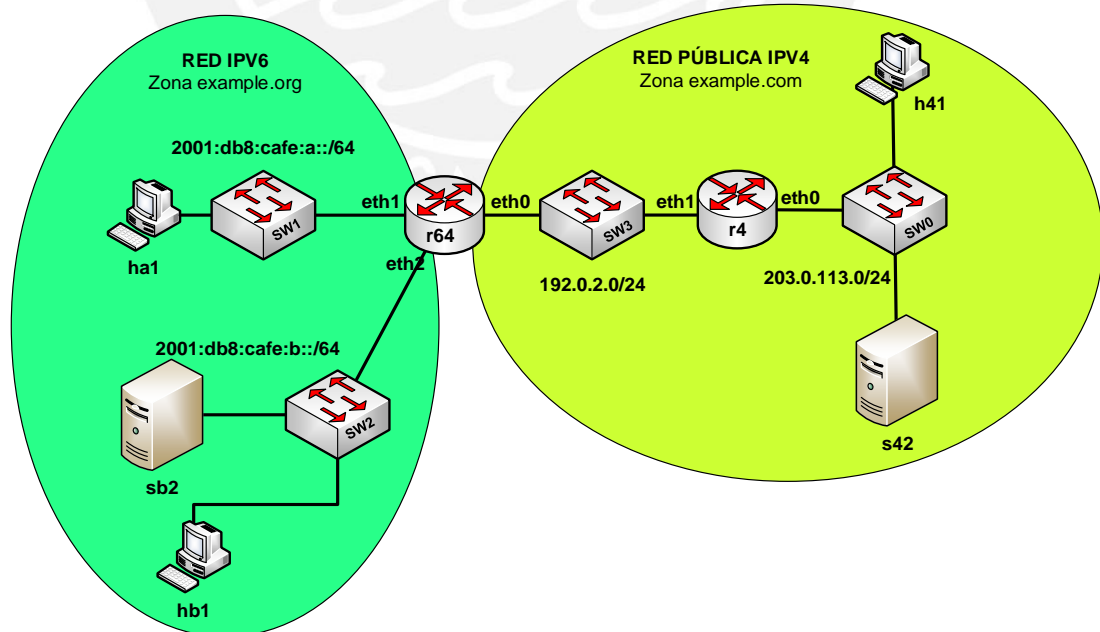 RED IPV6
Zona example.org
RED PÚBLICA IPV4
Zona example.com
h41
2001:db8:cafe:a::/64
ha1
SW1
eth1
r64
eth0
eth2
SW3
192.0.2.0/24
eth1
r4
eth0
SW0
203.0.113.0/24
s42
2001:db8:cafe:b::/64
sb2
SW2
hb1